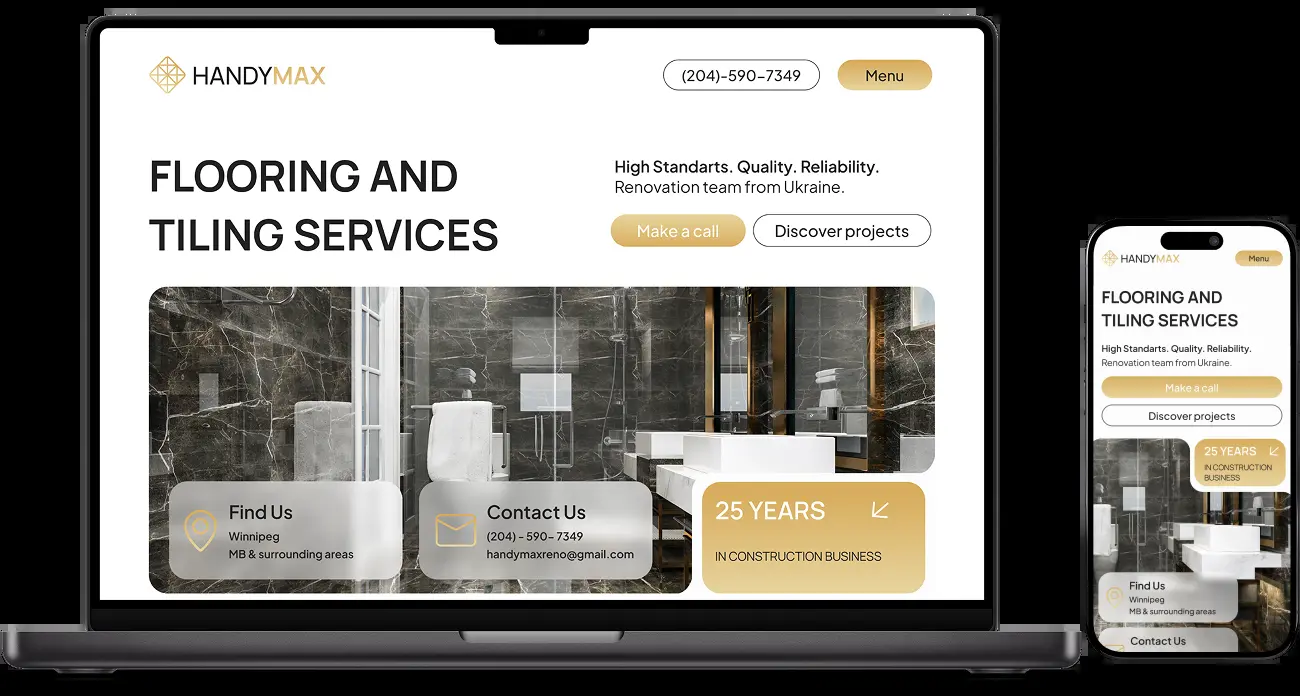 HANDYMAX
(204)-590-7349
Menu
FLOORING AND
TILING SERVICES
High Standarts. Quality. Reliability.
Renovation team from Ukraine.
Make a call
Discover projects
Find Us
Winnipeg
MB & surrounding areas
Contact Us
(204) - 590- 7349
handymaxreno@gmail.com
25 YEARS
IN CONSTRUCTION BUSINESS
HANDYMAX
Menu
FLOORING AND
TILING SERVICES
High Standarts. Quality. Reliability.
Renovation team from Ukraine.
Make a call
Discover projects
25 YEARS
IN CONSTRUCTION
BUSINESS
Find Us
Winnipeg
MB & surrounding areas
Contact Us